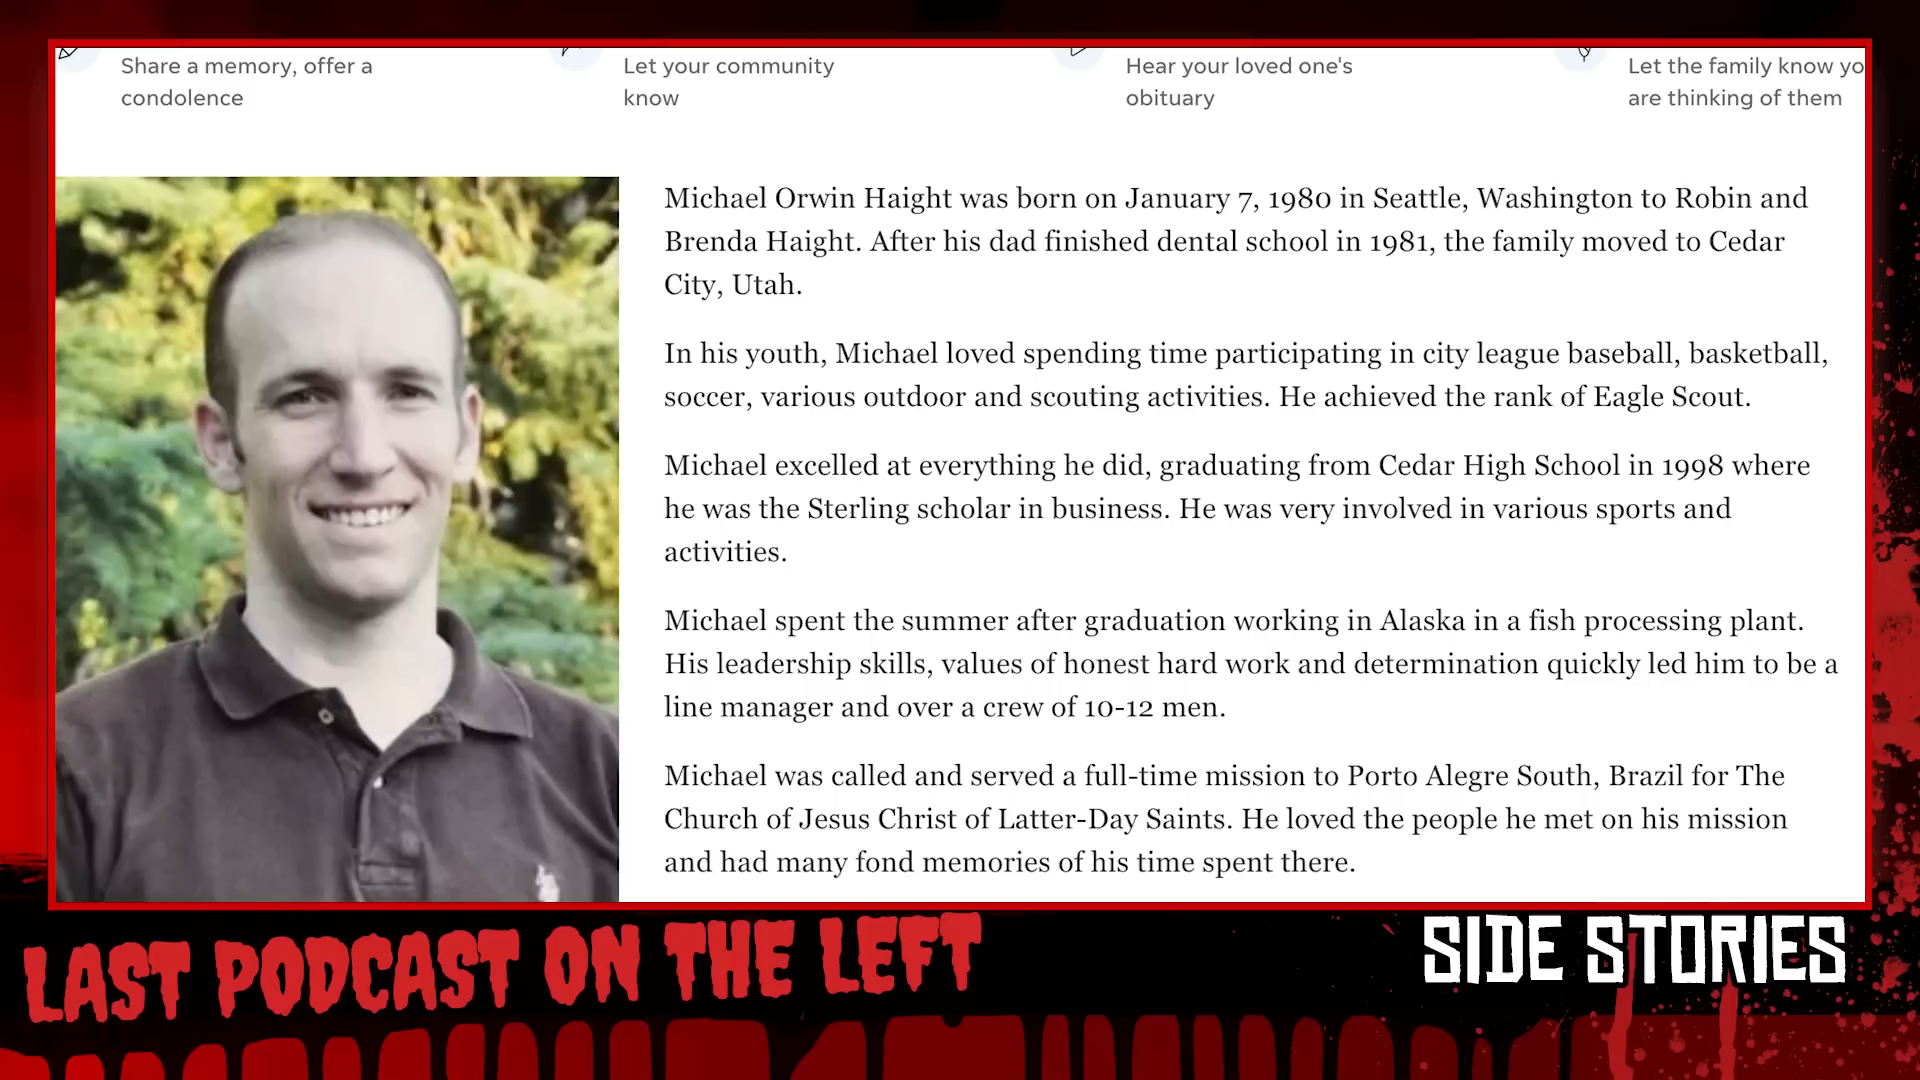 Share a memory, offer a
condolence
Let your community
know
Hear your loved one's
obituary
Let the family know yo
are thinking of them
Michael Orwin Haight was born on January 7, 1980 in Seattle, Washington to Robin and
Brenda Haight. After his dad finished dental school in 1981, the family moved to Cedar
City, Utah.
In his youth, Michael loved spending time participating in city league baseball, basketball,
soccer, various outdoor and scouting activities. He achieved the rank of Eagle Scout.
Michael excelled at everything he did, graduating from Cedar High School in 1998 where
he was the Sterling scholar in business. He was very involved in various sports and
activities.
Michael spent the summer after graduation working in Alaska in a fish processing plant.
His leadership skills, values of honest hard work and determination quickly led him to be a
line manager and over a crew of 10-12 men.
Michael was called and served a full-time mission to Porto Alegre South, Brazil for The
Church of Jesus Christ of Latter-Day Saints. He loved the people he met on his mission
and had many fond memories of his time spent there.
LAST PODCAST ON THE LEFT
SIDE STORIES